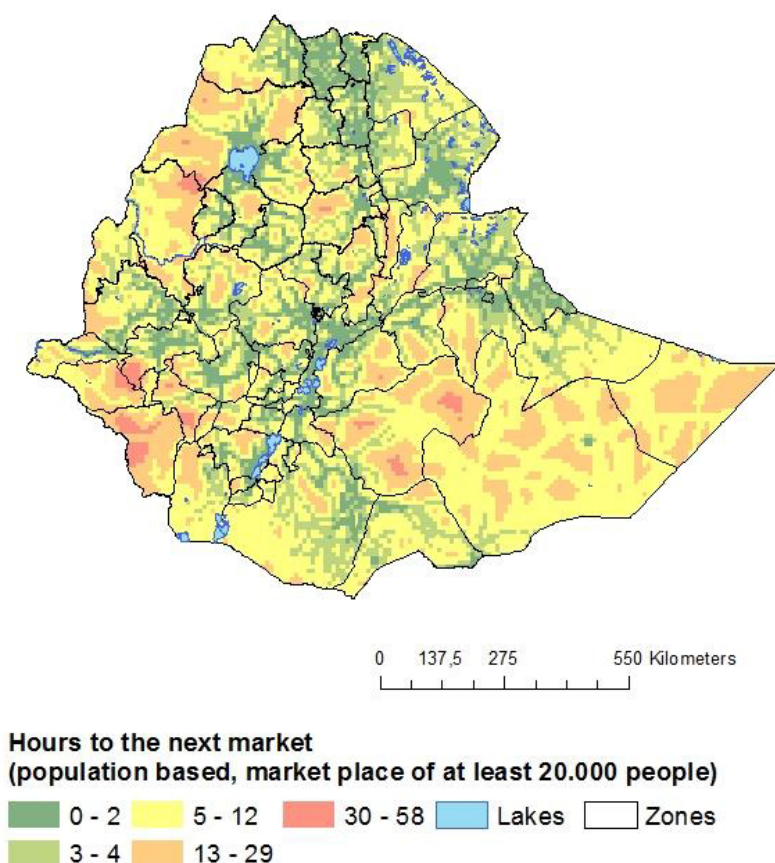 0 137,5 275 550 Kilometers
Hours to the next market
(population based, market place of at least 20.000 people)
0 - 2 5 - 12 30 - 58 Lakes Zones
3 - 4 13 - 29